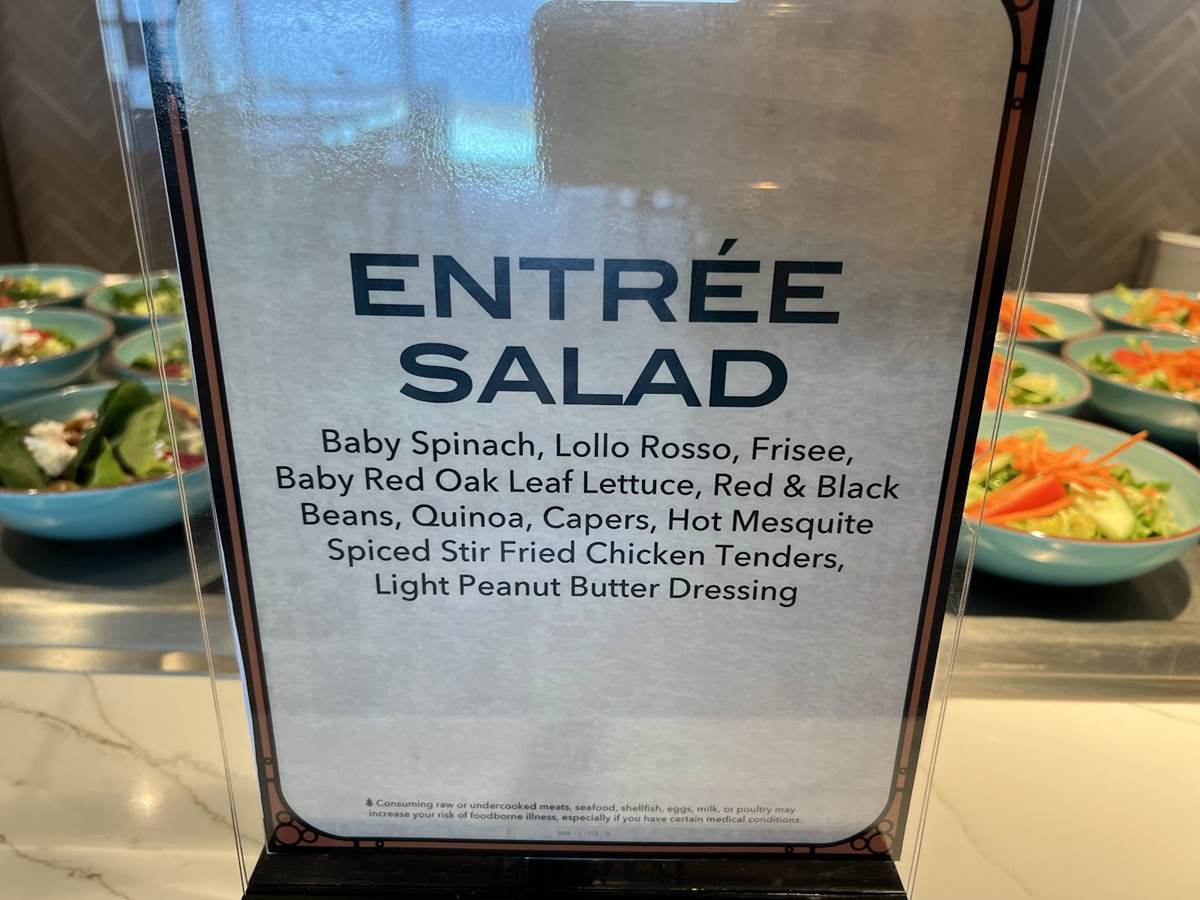 ENTRÉE
SALAD
Baby Spinach, Lollo Rosso, Frisee,
Baby Red Oak Leaf Lettuce, Red & Black
Beans, Quinoa, Capers, Hot Mesquite
Spiced Stir Fried Chicken Tenders,
Light Peanut Butter Dressing
Consuming raw or undercooked meats, seafood, shellfish, eggs, milk, or poultry may
increase your risk of foodborne illness, especially if you have certain medical conditions.